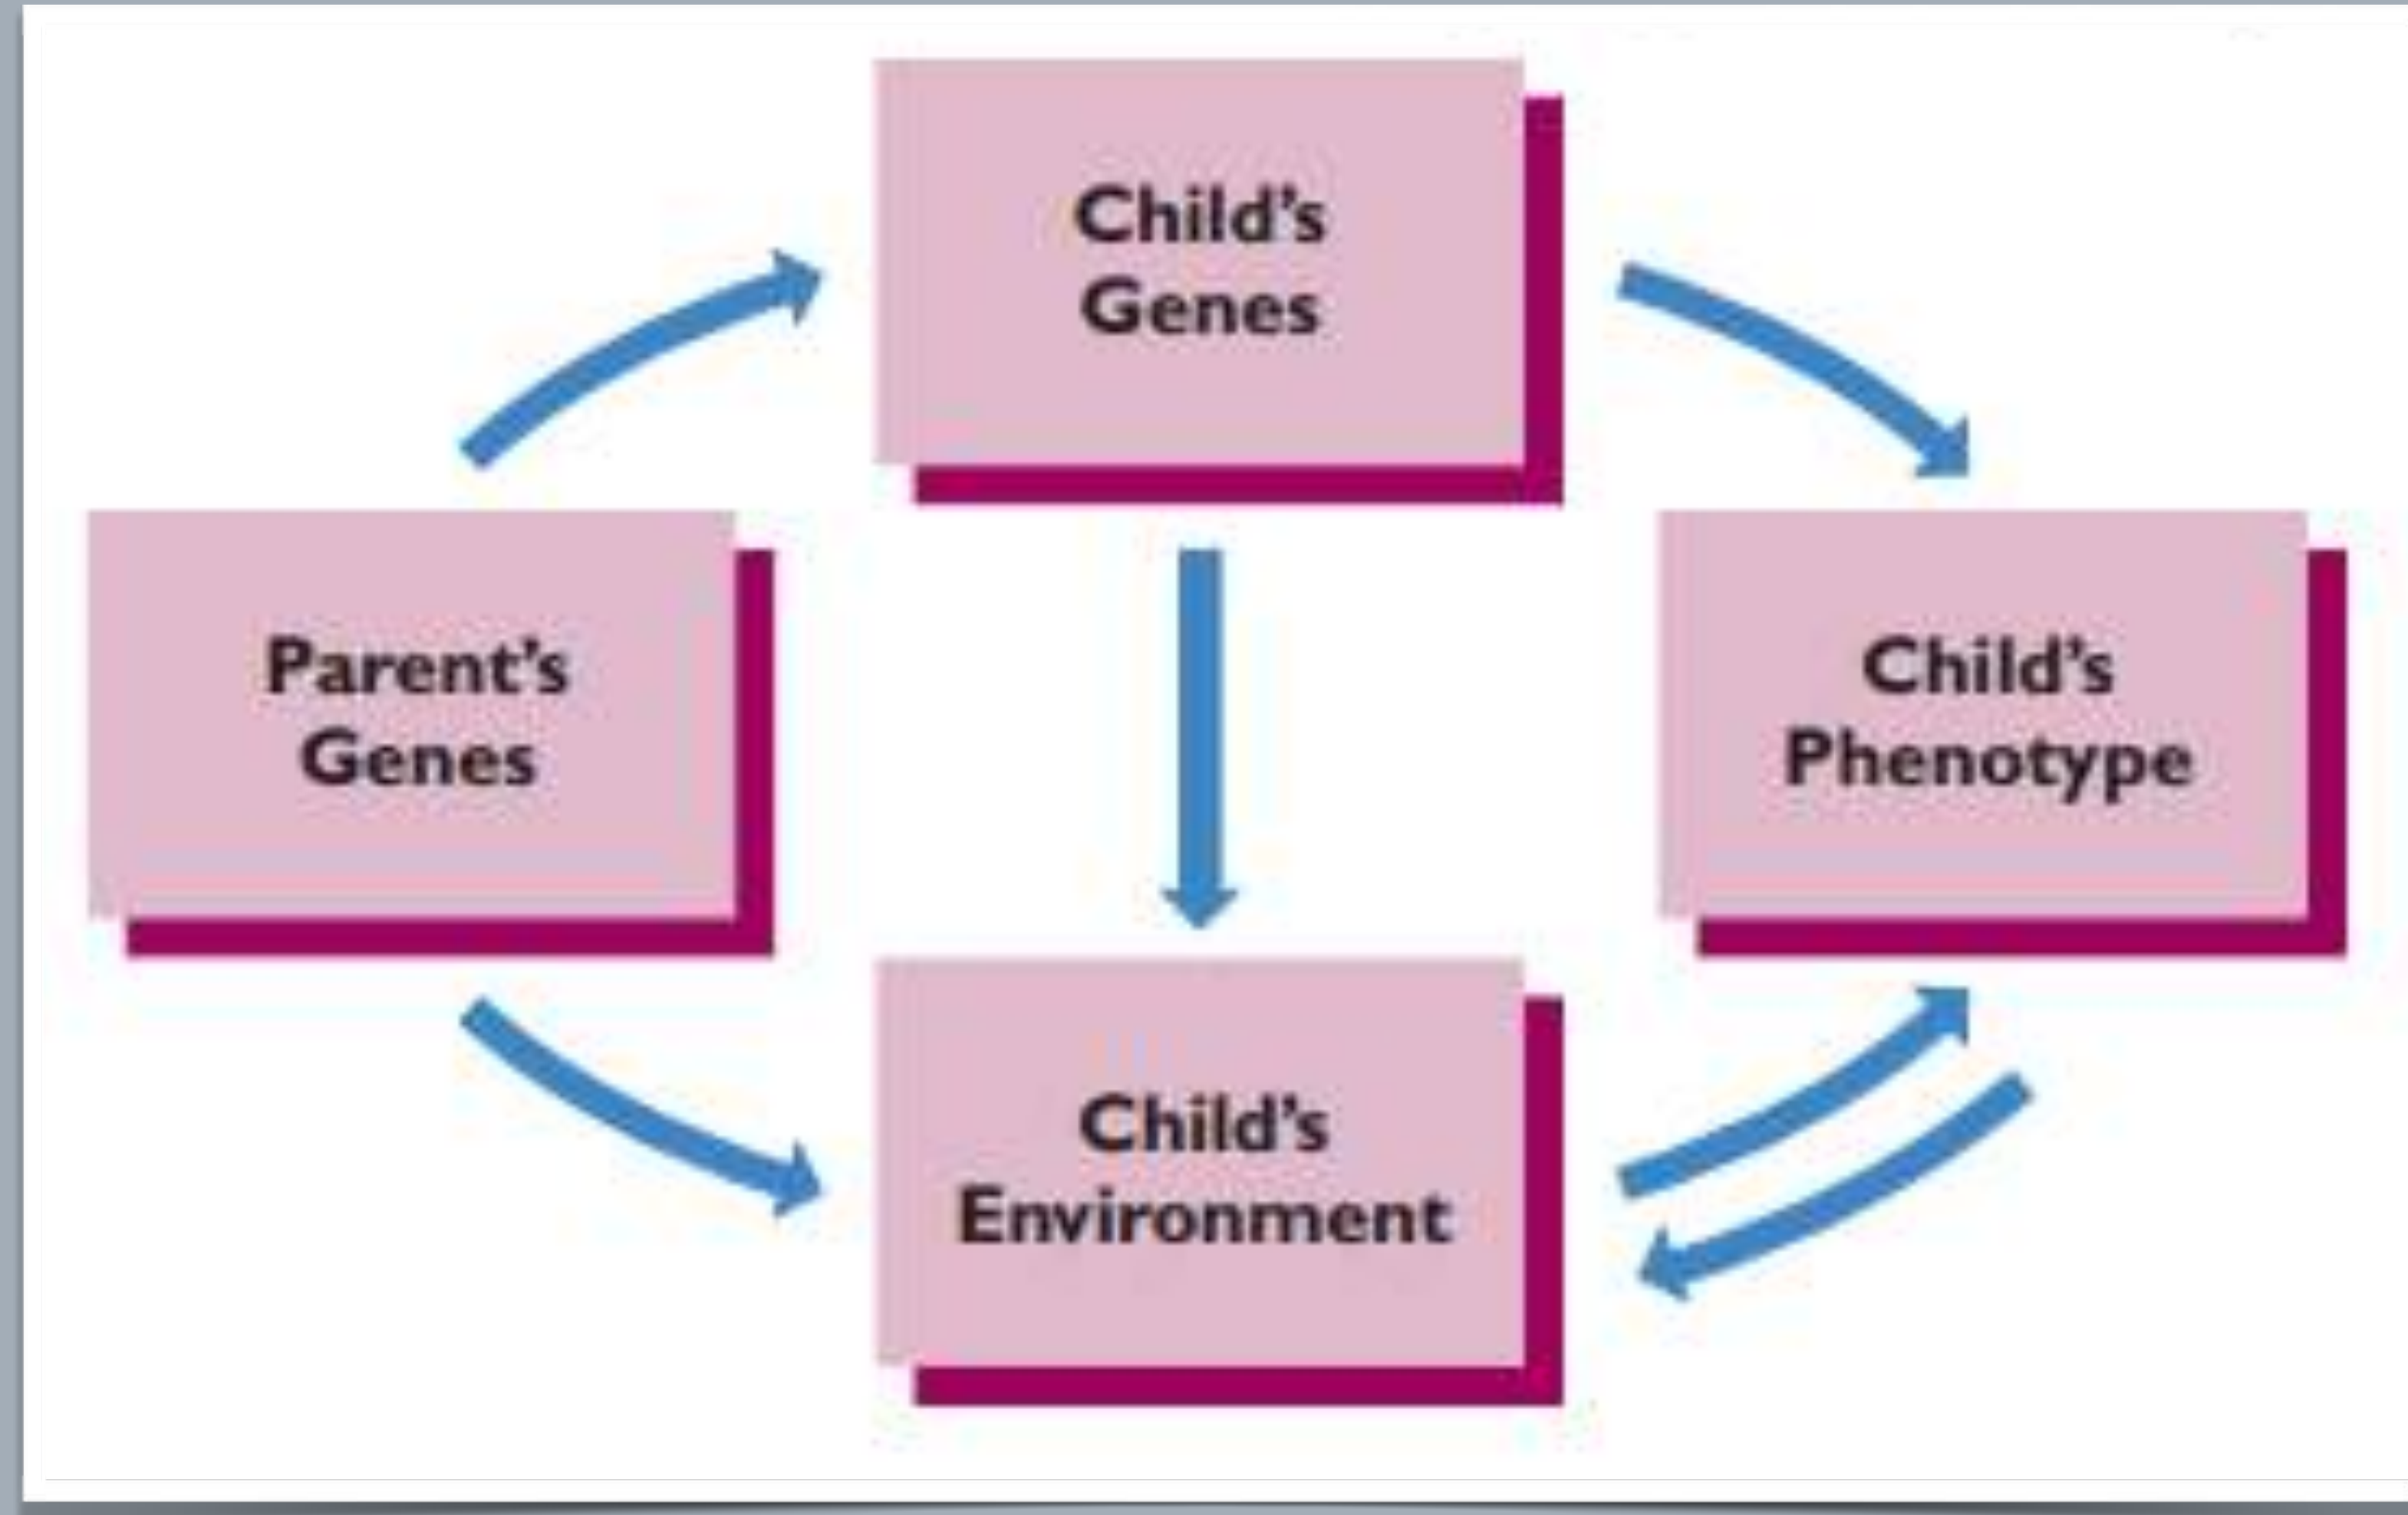 Child's
Genes
Parent's
Genes
Child's
Phenotype
Child's
Environment